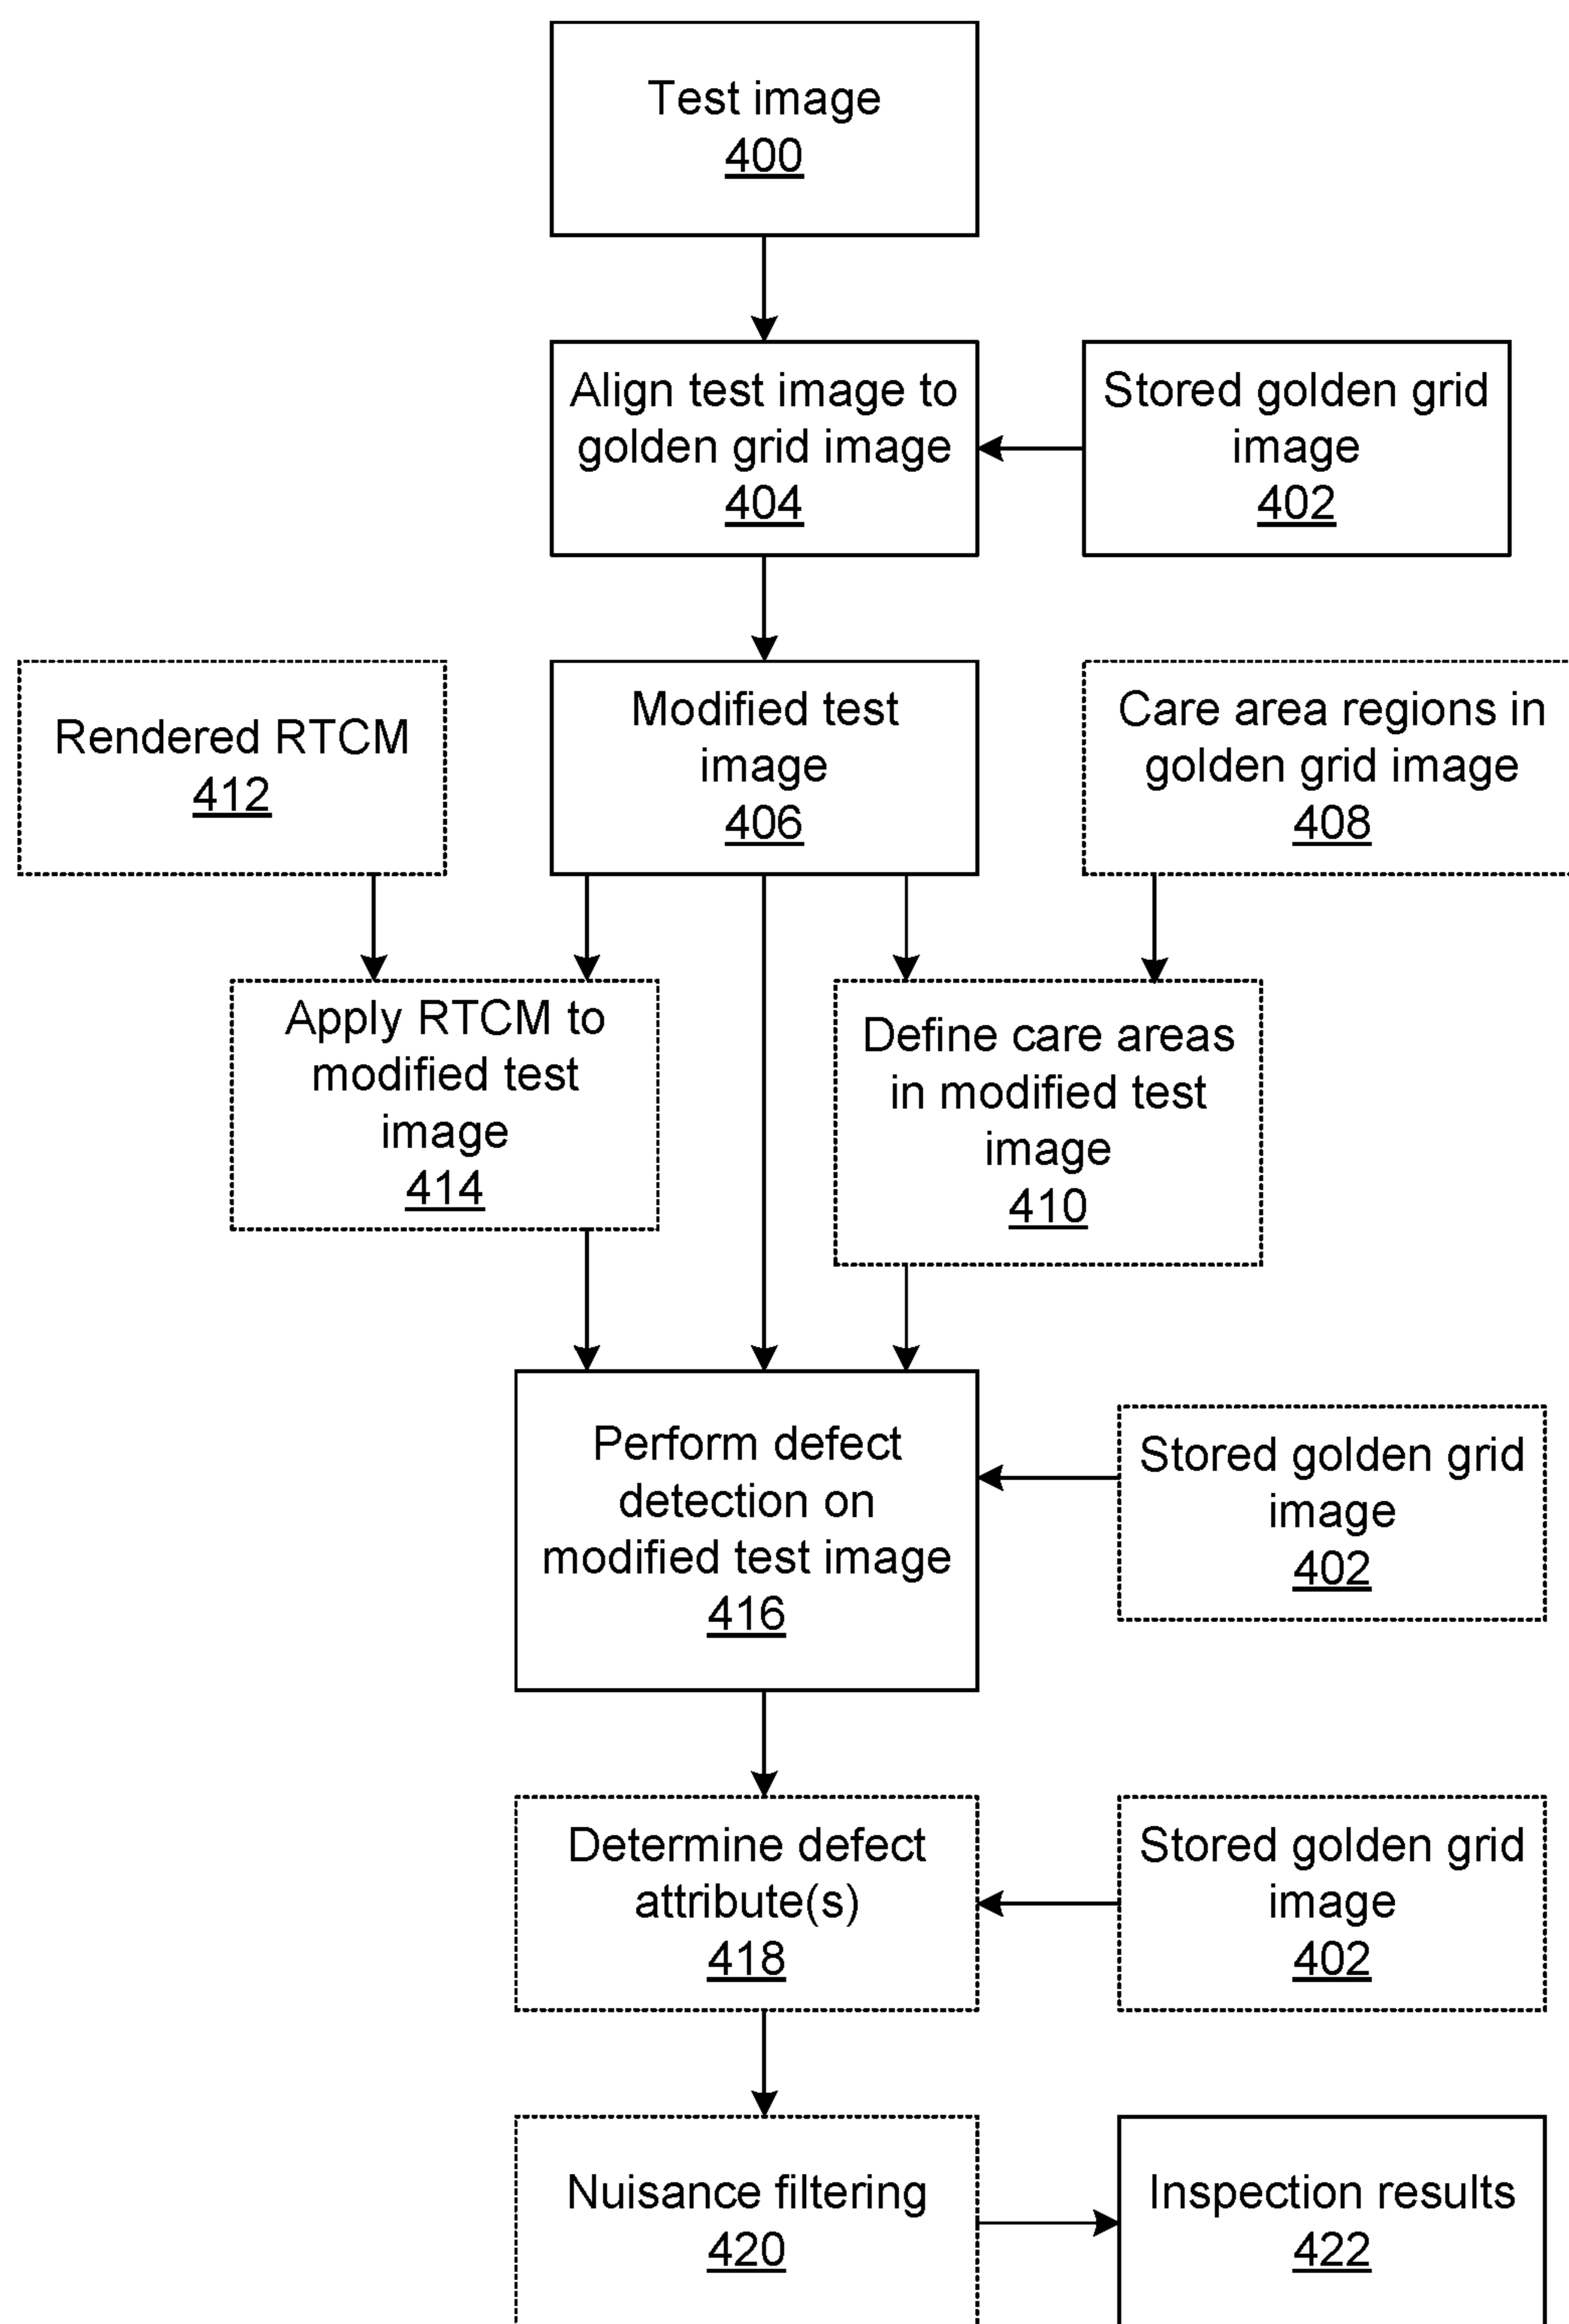 Test image
400
Align test image to
golden grid image
404
Stored golden grid
image
402
Rendered RTCM
412
Modified test
image
406
Care area regions in
golden grid image
408
Apply RTCM to
modified test
image
414
Define care areas
in modified test
image
410
Perform defect
detection on
modified test image
416
Stored golden grid
image
402
Determine defect
attribute(s)
418
Stored golden grid
image
402
Nuisance filtering
420
Inspection results
422